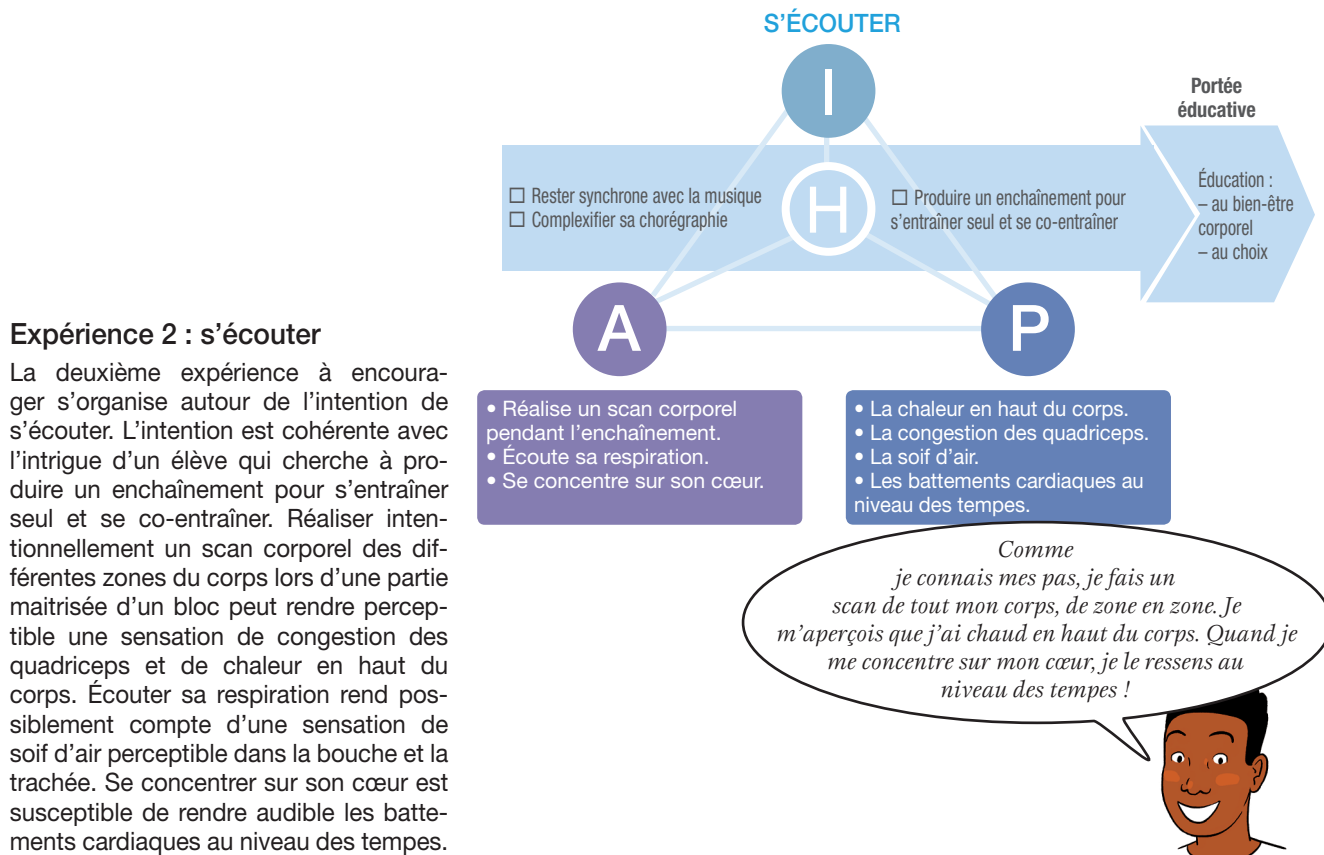 S'ÉCOUTER
I
Portée
éducative
☐ Rester synchrone avec la musique
☐ Complexifier sa chorégraphie
H
☐ Produire un enchaînement pour
s'entraîner seul et se co-entraîner
Éducation :
– au bien-être
corporel
– au choix
A
P
• Réalise un scan corporel
pendant l'enchaînement.
• Écoute sa respiration.
• Se concentre sur son cœur.
• La chaleur en haut du corps.
• La congestion des quadriceps.
• La soif d'air.
• Les battements cardiaques au
niveau des tempes.
Comme
je connais mes pas, je fais un
scan de tout mon corps, de zone en zone. Je
m'aperçois que j'ai chaud en haut du corps. Quand je
me concentre sur mon cœur, je le ressens au
niveau des tempes !
Expérience 2 : s'écouter
La deuxième expérience à encoura-
ger s'organise autour de l'intention de
s'écouter. L'intention est cohérente avec
l'intrigue d'un élève qui cherche à pro-
duire un enchaînement pour s'entraîner
seul et se co-entraîner. Réaliser inten-
tionnellement un scan corporel des dif-
férentes zones du corps lors d'une partie
maitrisée d'un bloc peut rendre percep-
tible une sensation de congestion des
quadriceps et de chaleur en haut du
corps. Écouter sa respiration rend pos-
siblement compte d'une sensation de
soif d'air perceptible dans la bouche et la
trachée. Se concentrer sur son cœur est
susceptible de rendre audible les batte-
ments cardiaques au niveau des tempes.